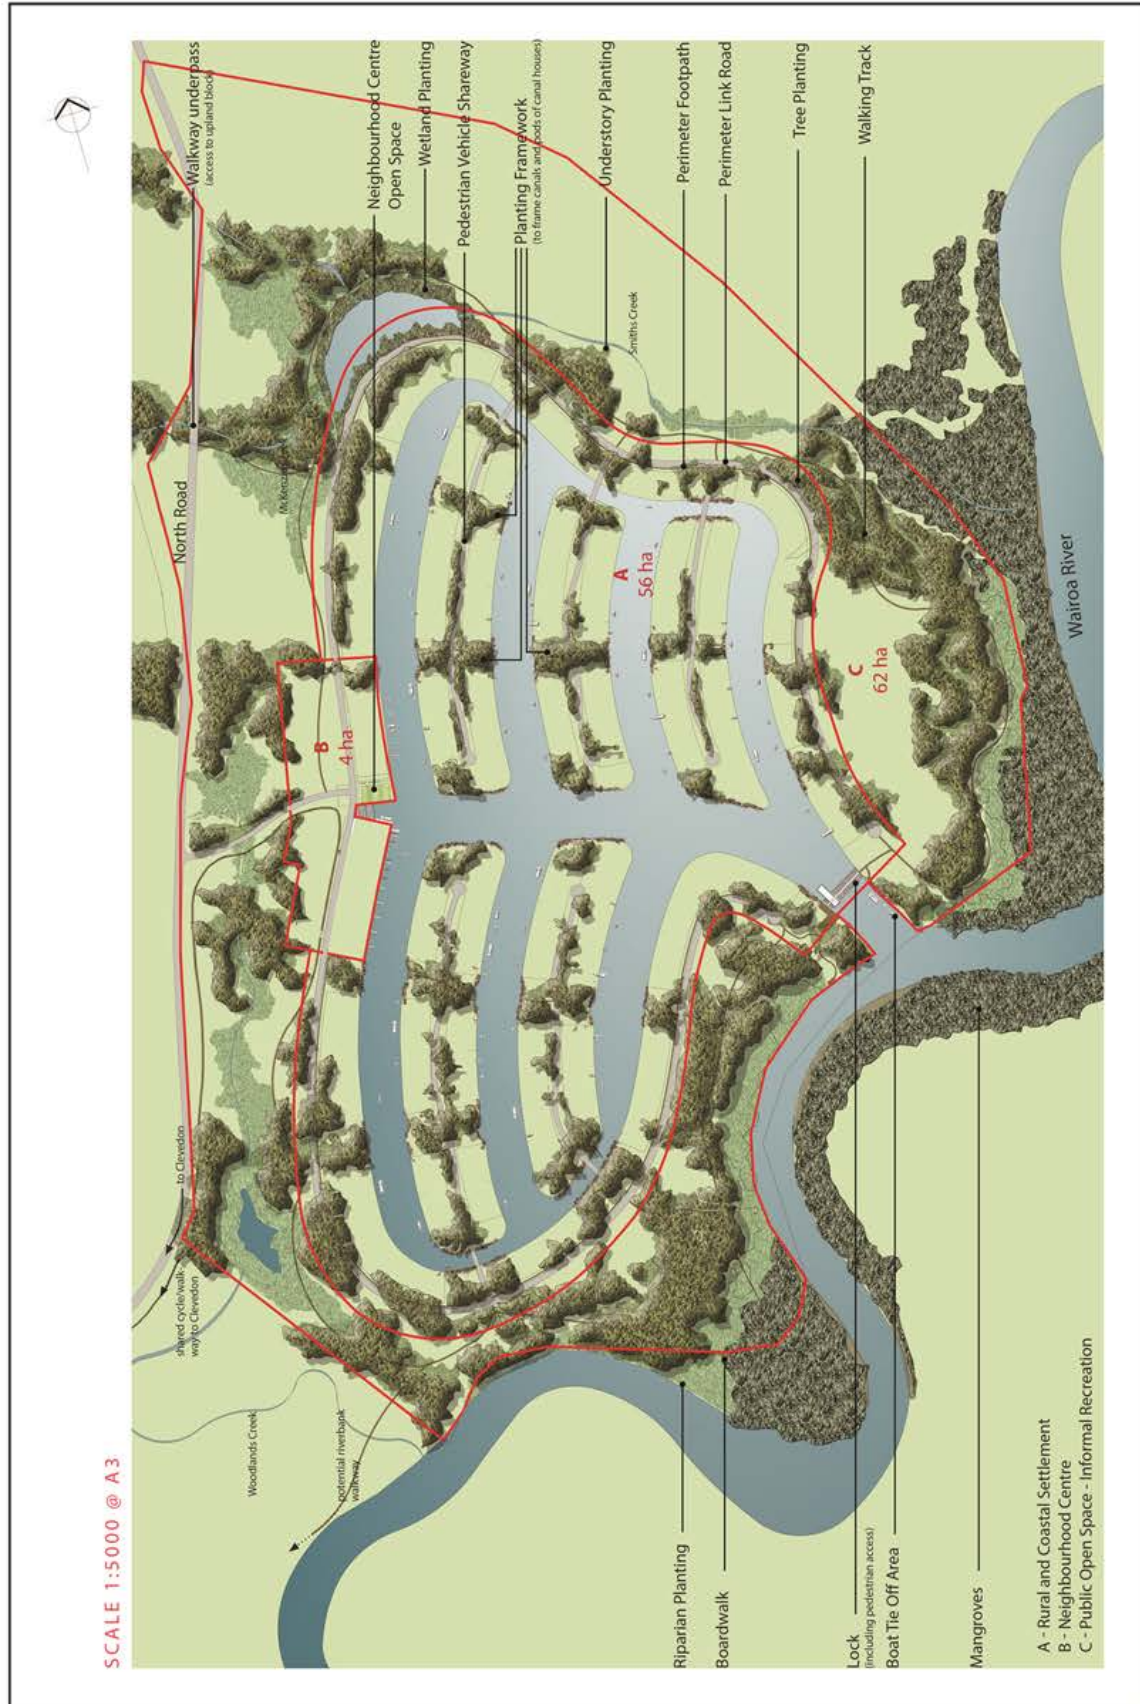 SCALE 1:5000 @ A3
Walkway underpass
(access to upland block)
Neighbourhood Centre
Open Space
Wetland Planting
Pedestrian Vehicle Shareway
Planting Framework
(to frame canals and pods of canal houses)
Understory Planting
Perimeter Footpath
Perimeter Link Road
Tree Planting
Walking Track
North Road
Smiths Creek
Wairoa River
A
56 ha
B
4 ha
C
62 ha
to Clevedon
shared cycle/walk-
way to Clevedon
Woodlands Creek
potential riverbank
walkway
Riparian Planting
Boardwalk
Lock
(including pedestrian access)
Boat Tie Off Area
Mangroves
A - Rural and Coastal Settlement
B - Neighbourhood Centre
C - Public Open Space - Informal Recreation